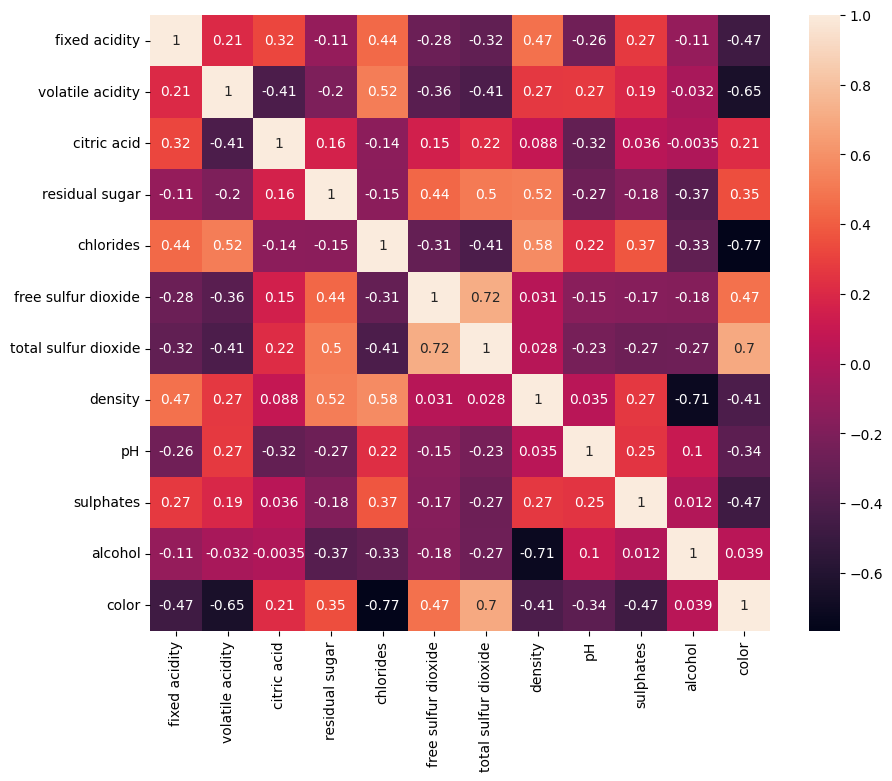 fixed acidity 1 0.21 0.32 -0.11 0.44 -0.28 -0.32 0.47 -0.26 0.27 -0.11 -0.47
volatile acidity 0.21 1 -0.41 -0.2 0.52 -0.36 -0.41 0.27 0.27 0.19 -0.032 -0.65
citric acid 0.32 -0.41 1 0.16 -0.14 0.15 0.22 0.088 -0.32 0.036 -0.0035 0.21
residual sugar -0.11 -0.2 0.16 1 -0.15 0.44 0.5 0.52 -0.27 -0.18 -0.37 0.35
chlorides 0.44 0.52 -0.14 -0.15 1 -0.31 -0.41 0.58 0.22 0.37 -0.33 -0.77
free sulfur dioxide -0.28 -0.36 0.15 0.44 -0.31 1 0.72 0.031 -0.15 -0.17 -0.18 0.47
total sulfur dioxide -0.32 -0.41 0.22 0.5 -0.41 0.72 1 0.028 -0.23 -0.27 -0.27 0.7
density 0.47 0.27 0.088 0.52 0.58 0.031 0.028 1 0.035 0.27 -0.71 -0.41
pH -0.26 0.27 -0.32 -0.27 0.22 -0.15 -0.23 0.035 1 0.25 0.1 -0.34
sulphates 0.27 0.19 0.036 -0.18 0.37 -0.17 -0.27 0.27 0.25 1 0.012 -0.47
alcohol -0.11 -0.032 -0.0035 -0.37 -0.33 -0.18 -0.27 -0.71 0.1 0.012 1 0.039
color -0.47 -0.65 0.21 0.35 -0.77 0.47 0.7 -0.41 -0.34 -0.47 0.039 1
fixed acidity
volatile acidity
citric acid
residual sugar
chlorides
free sulfur dioxide
total sulfur dioxide
density
pH
sulphates
alcohol
color
1.0
0.8
0.6
0.4
0.2
0.0
−0.2
−0.4
−0.6